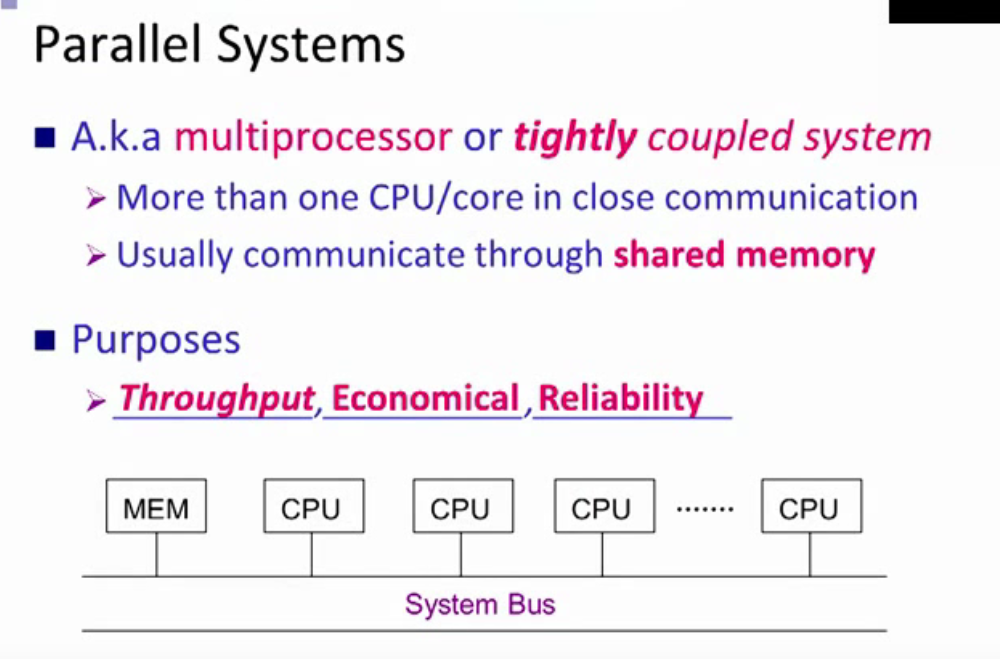 Parallel Systems
A.k.a multiprocessor or tightly coupled system
More than one CPU/core in close communication
Usually communicate through shared memory
Purposes
Throughput, Economical, Reliability
MEM CPU CPU CPU ....... CPU
System Bus